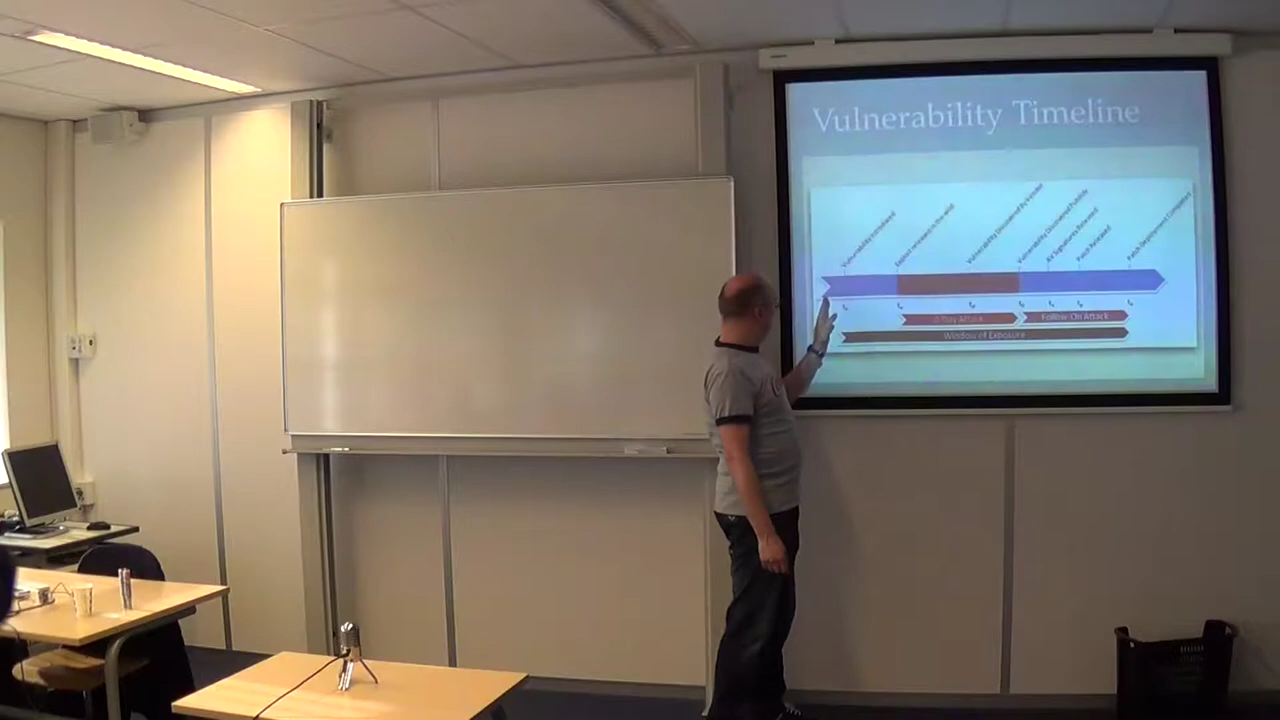 Vulnerability Timeline
Vulnerability Introduced
Exploit released in the wild
Vulnerability Discovered By Vendor
Vulnerability Discovered Publicly
AV Signatures Released
Patch Released
Patch Deployment Completed
0 Day Attack
Follow-On Attack
Window of Exposure